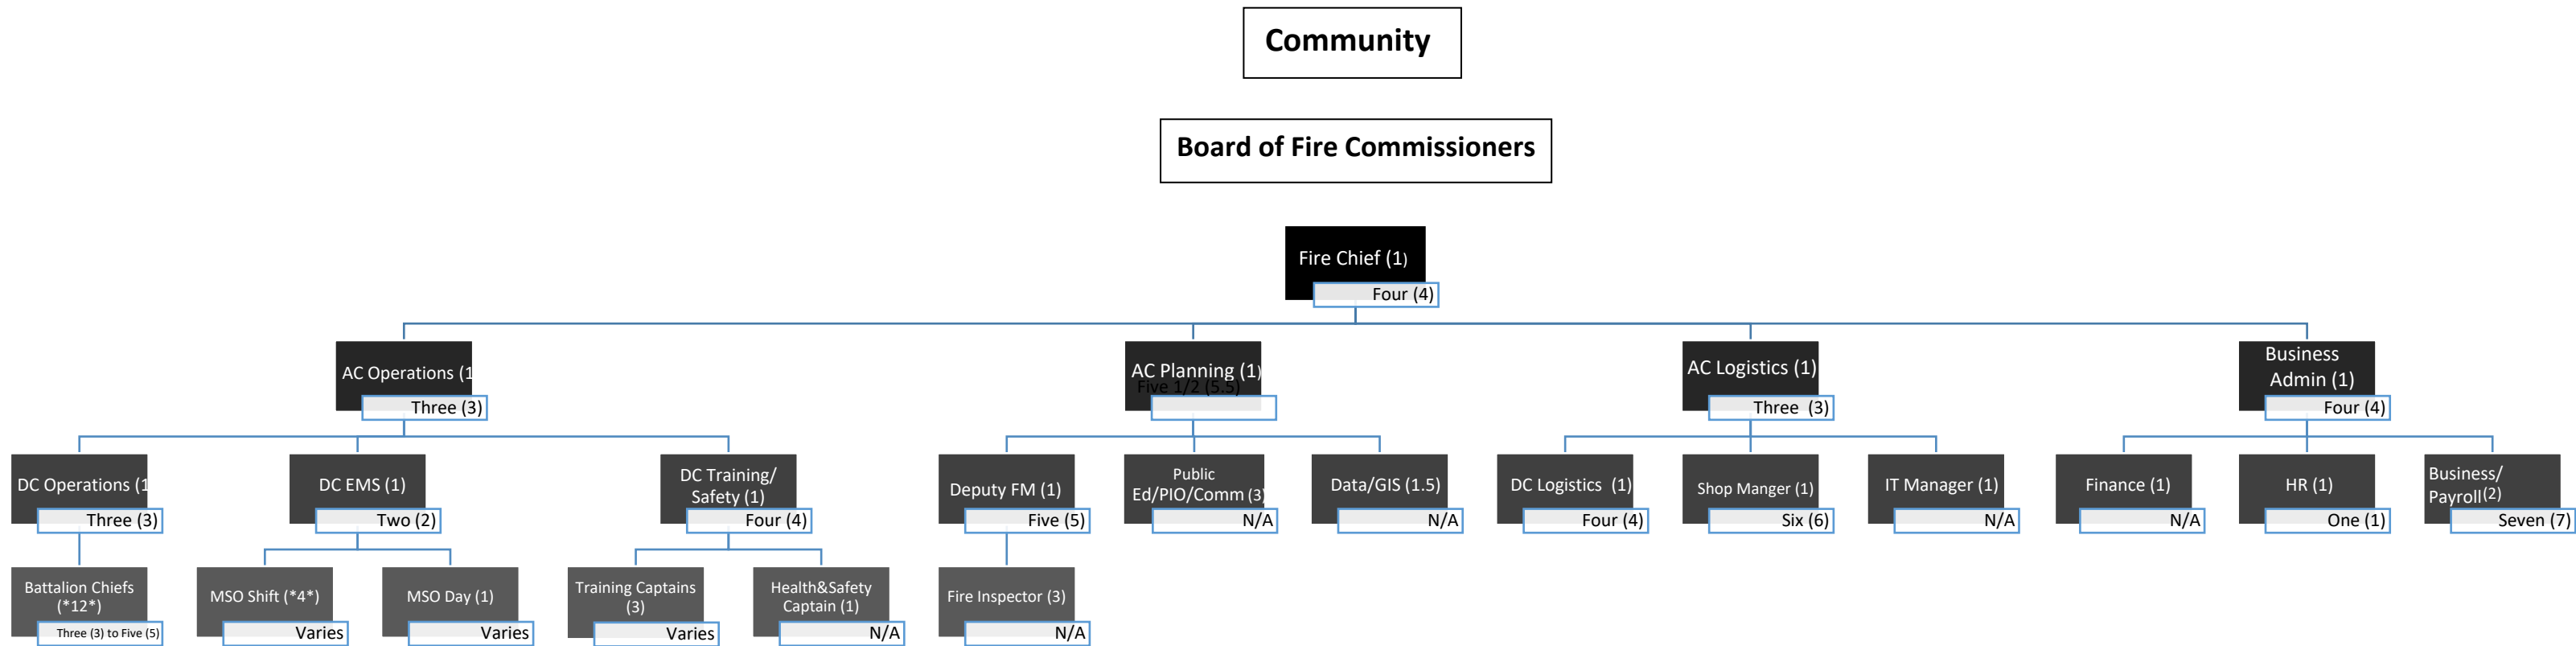 Community
Board of Fire Commissioners
Fire Chief (1)
Four (4)
AC Operations (1
Three (3)
AC Planning (1)
Five 1/2 (5.5)
AC Logistics (1)
Three (3)
Business
Admin (1)
Four (4)
DC Operations (1
Three (3)
DC EMS (1)
Two (2)
DC Training/
Safety (1)
Four (4)
Deputy FM (1)
Five (5)
Public
Ed/PIO/Comm (3)
N/A
Data/GIS (1.5)
N/A
DC Logistics (1)
Four (4)
Shop Manger (1)
Six (6)
IT Manager (1)
N/A
Finance (1)
N/A
HR (1)
One (1)
Business/
Payroll(2)
Seven (7)
Battalion Chiefs
(*12*)
Three (3) to Five (5)
MSO Shift (*4*)
Varies
MSO Day (1)
Varies
Training Captains
(3)
Varies
Health&Safety
Captain (1)
N/A
Fire Inspector (3)
N/A